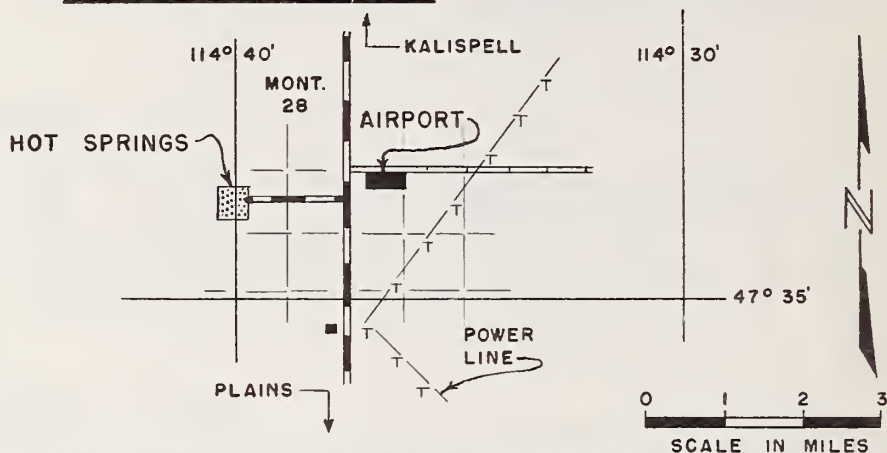 KALISPELL
114° 40'
114° 30'
MONT.
28
AIRPORT
HOT SPRINGS
T
T
T
T
T
N
T
47° 35'
T
T
POWER
LINE
T
PLAINS
0 1 2 3
SCALE IN MILES